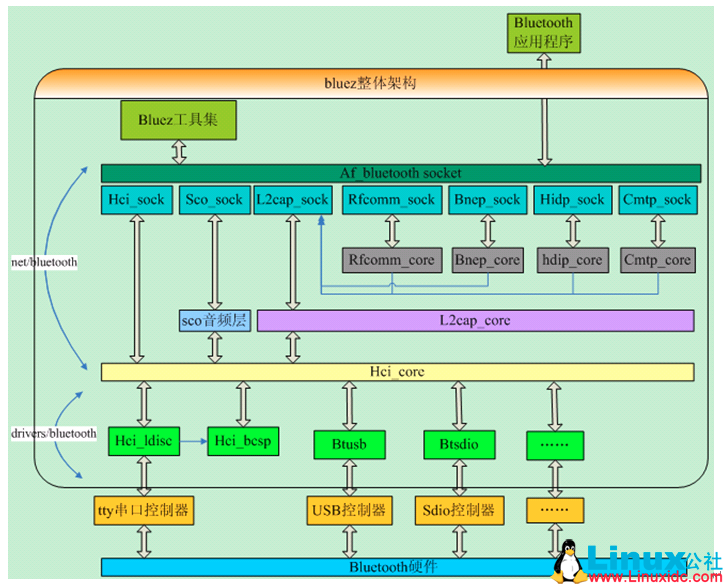 Bluetooth
应用程序
bluez整体架构
Bluez工具集
Af_bluetooth socket
Hci_sock
Sco_sock
L2cap_sock
Rfcomm_sock
Bnep_sock
Hidp_sock
Cmtp_sock
net/bluetooth
Rfcomm_core
Bnep_core
hdip_core
Cmtp_core
sco音频层
L2cap_core
Hci_core
drivers/bluetooth
Hci_ldisc
Hci_bcsp
Btusb
Btsdio
……
tty串口控制器
USB控制器
Sdio控制器
……
Bluetooth硬件
Linux公社
www.Linuxidc.com